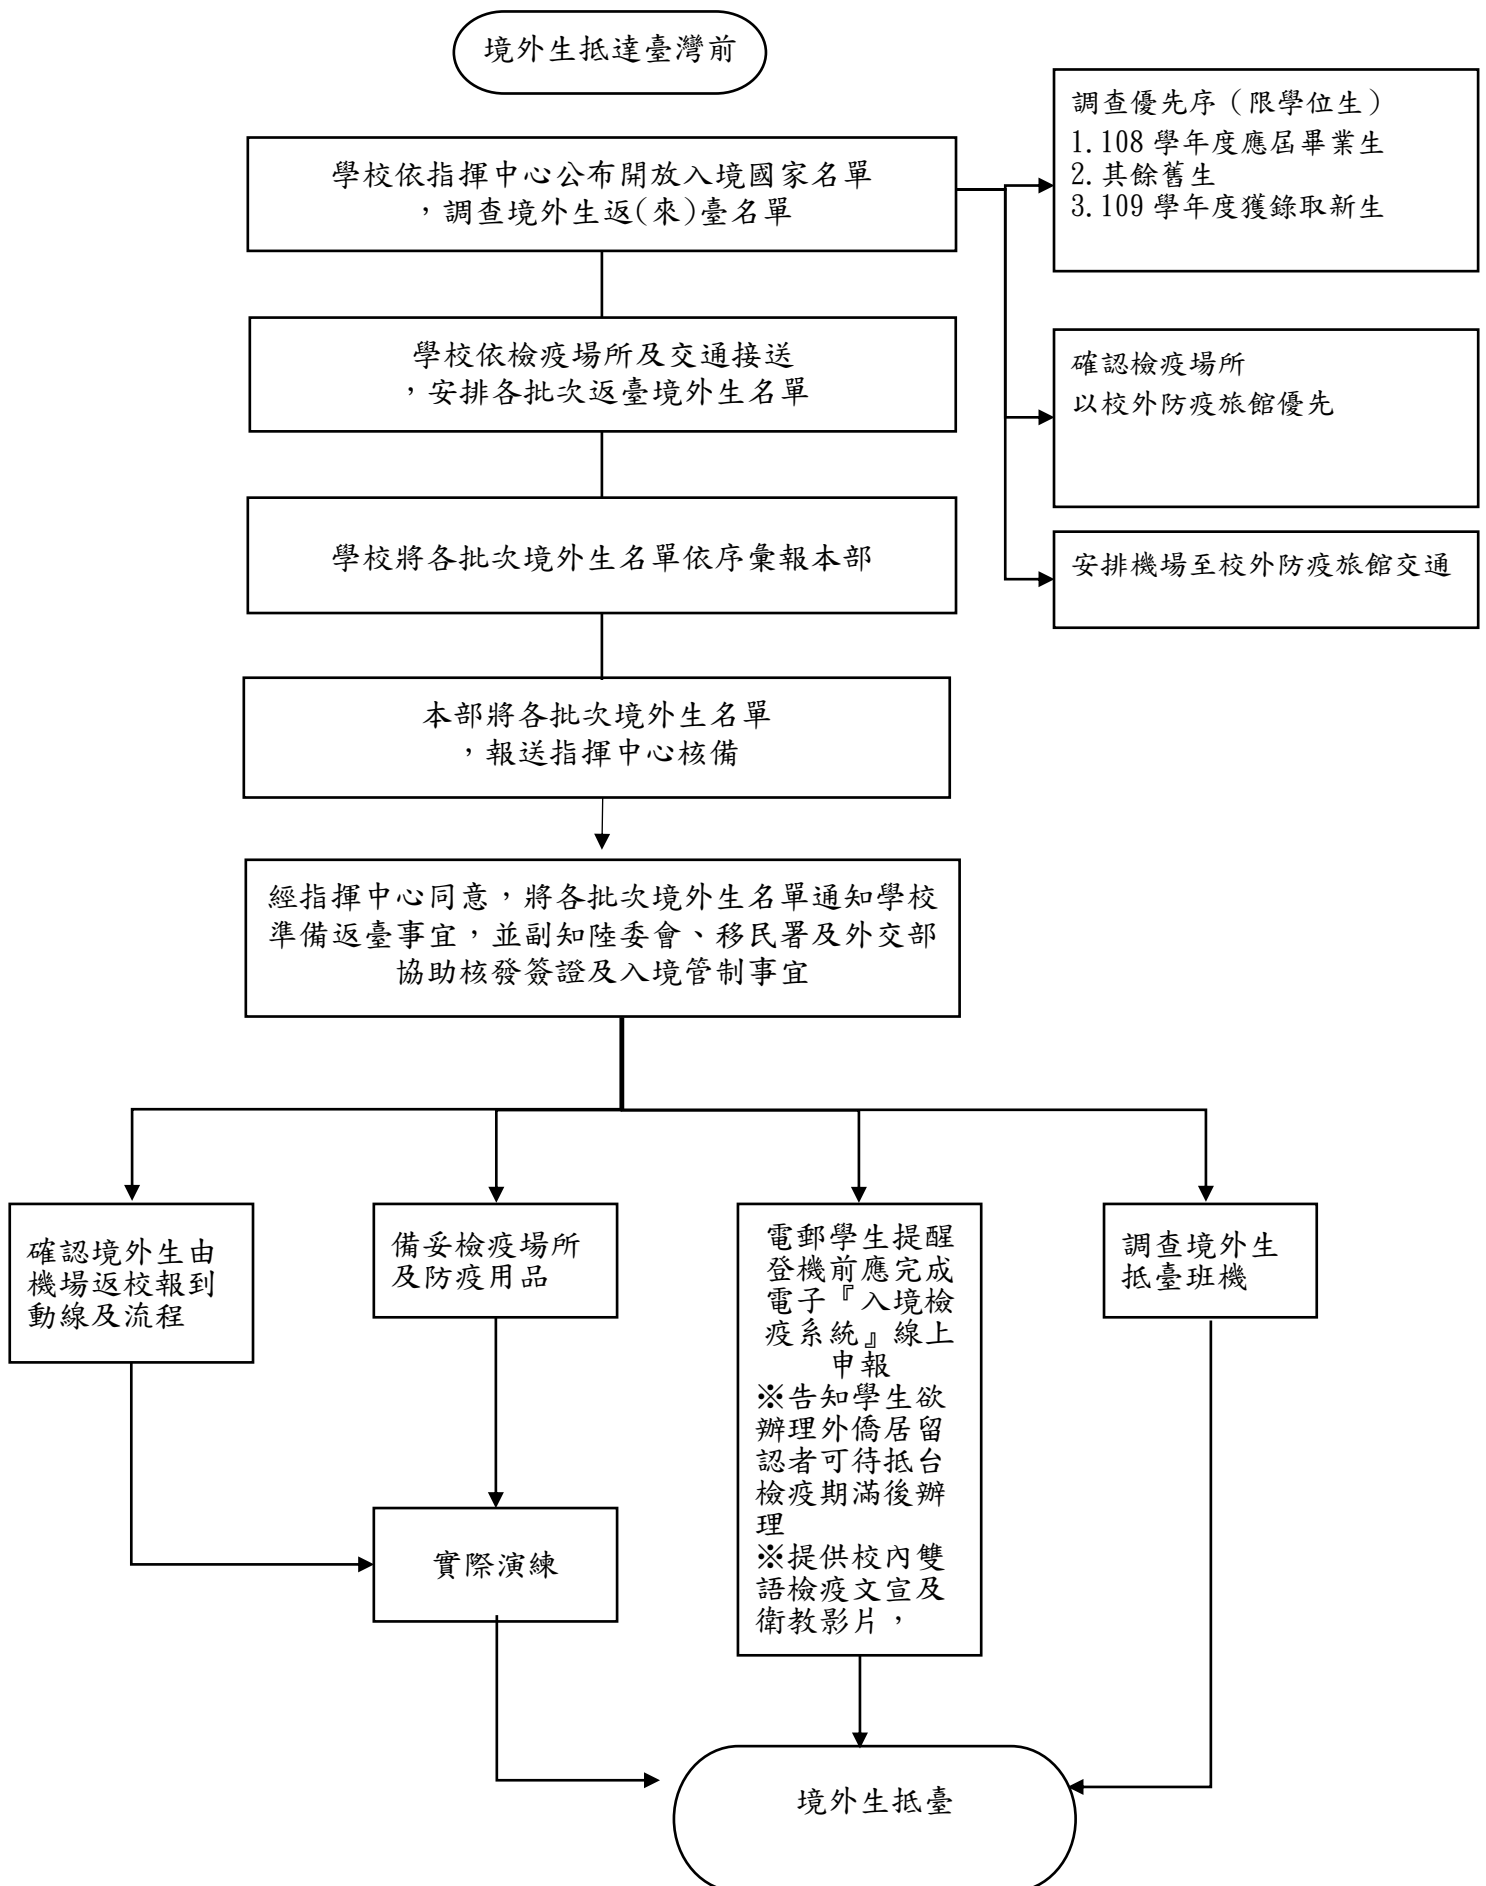 境外生抵達臺灣前
學校依指揮中心公布開放入境國家名單
，調查境外生返(來)臺名單
調查優先序（限學位生）
1.108 學年度應屆畢業生
2.其餘舊生
3.109 學年度獲錄取新生
學校依檢疫場所及交通接送
，安排各批次返臺境外生名單
確認檢疫場所
以校外防疫旅館優先
學校將各批次境外生名單依序彙報本部
安排機場至校外防疫旅館交通
本部將各批次境外生名單
，報送指揮中心核備
經指揮中心同意，將各批次境外生名單通知學校
準備返臺事宜，並副知陸委會、移民署及外交部
協助核發簽證及入境管制事宜
確認境外生由
機場返校報到
動線及流程
備妥檢疫場所
及防疫用品
電郵學生提醒
登機前應完成
電子『入境檢
疫系統』線上
申報
※告知學生欲
辦理外僑居留
認者可待抵台
檢疫期滿後辦
理
※提供校內雙
語檢疫文宣及
衛教影片，
調查境外生
抵臺班機
實際演練
境外生抵臺